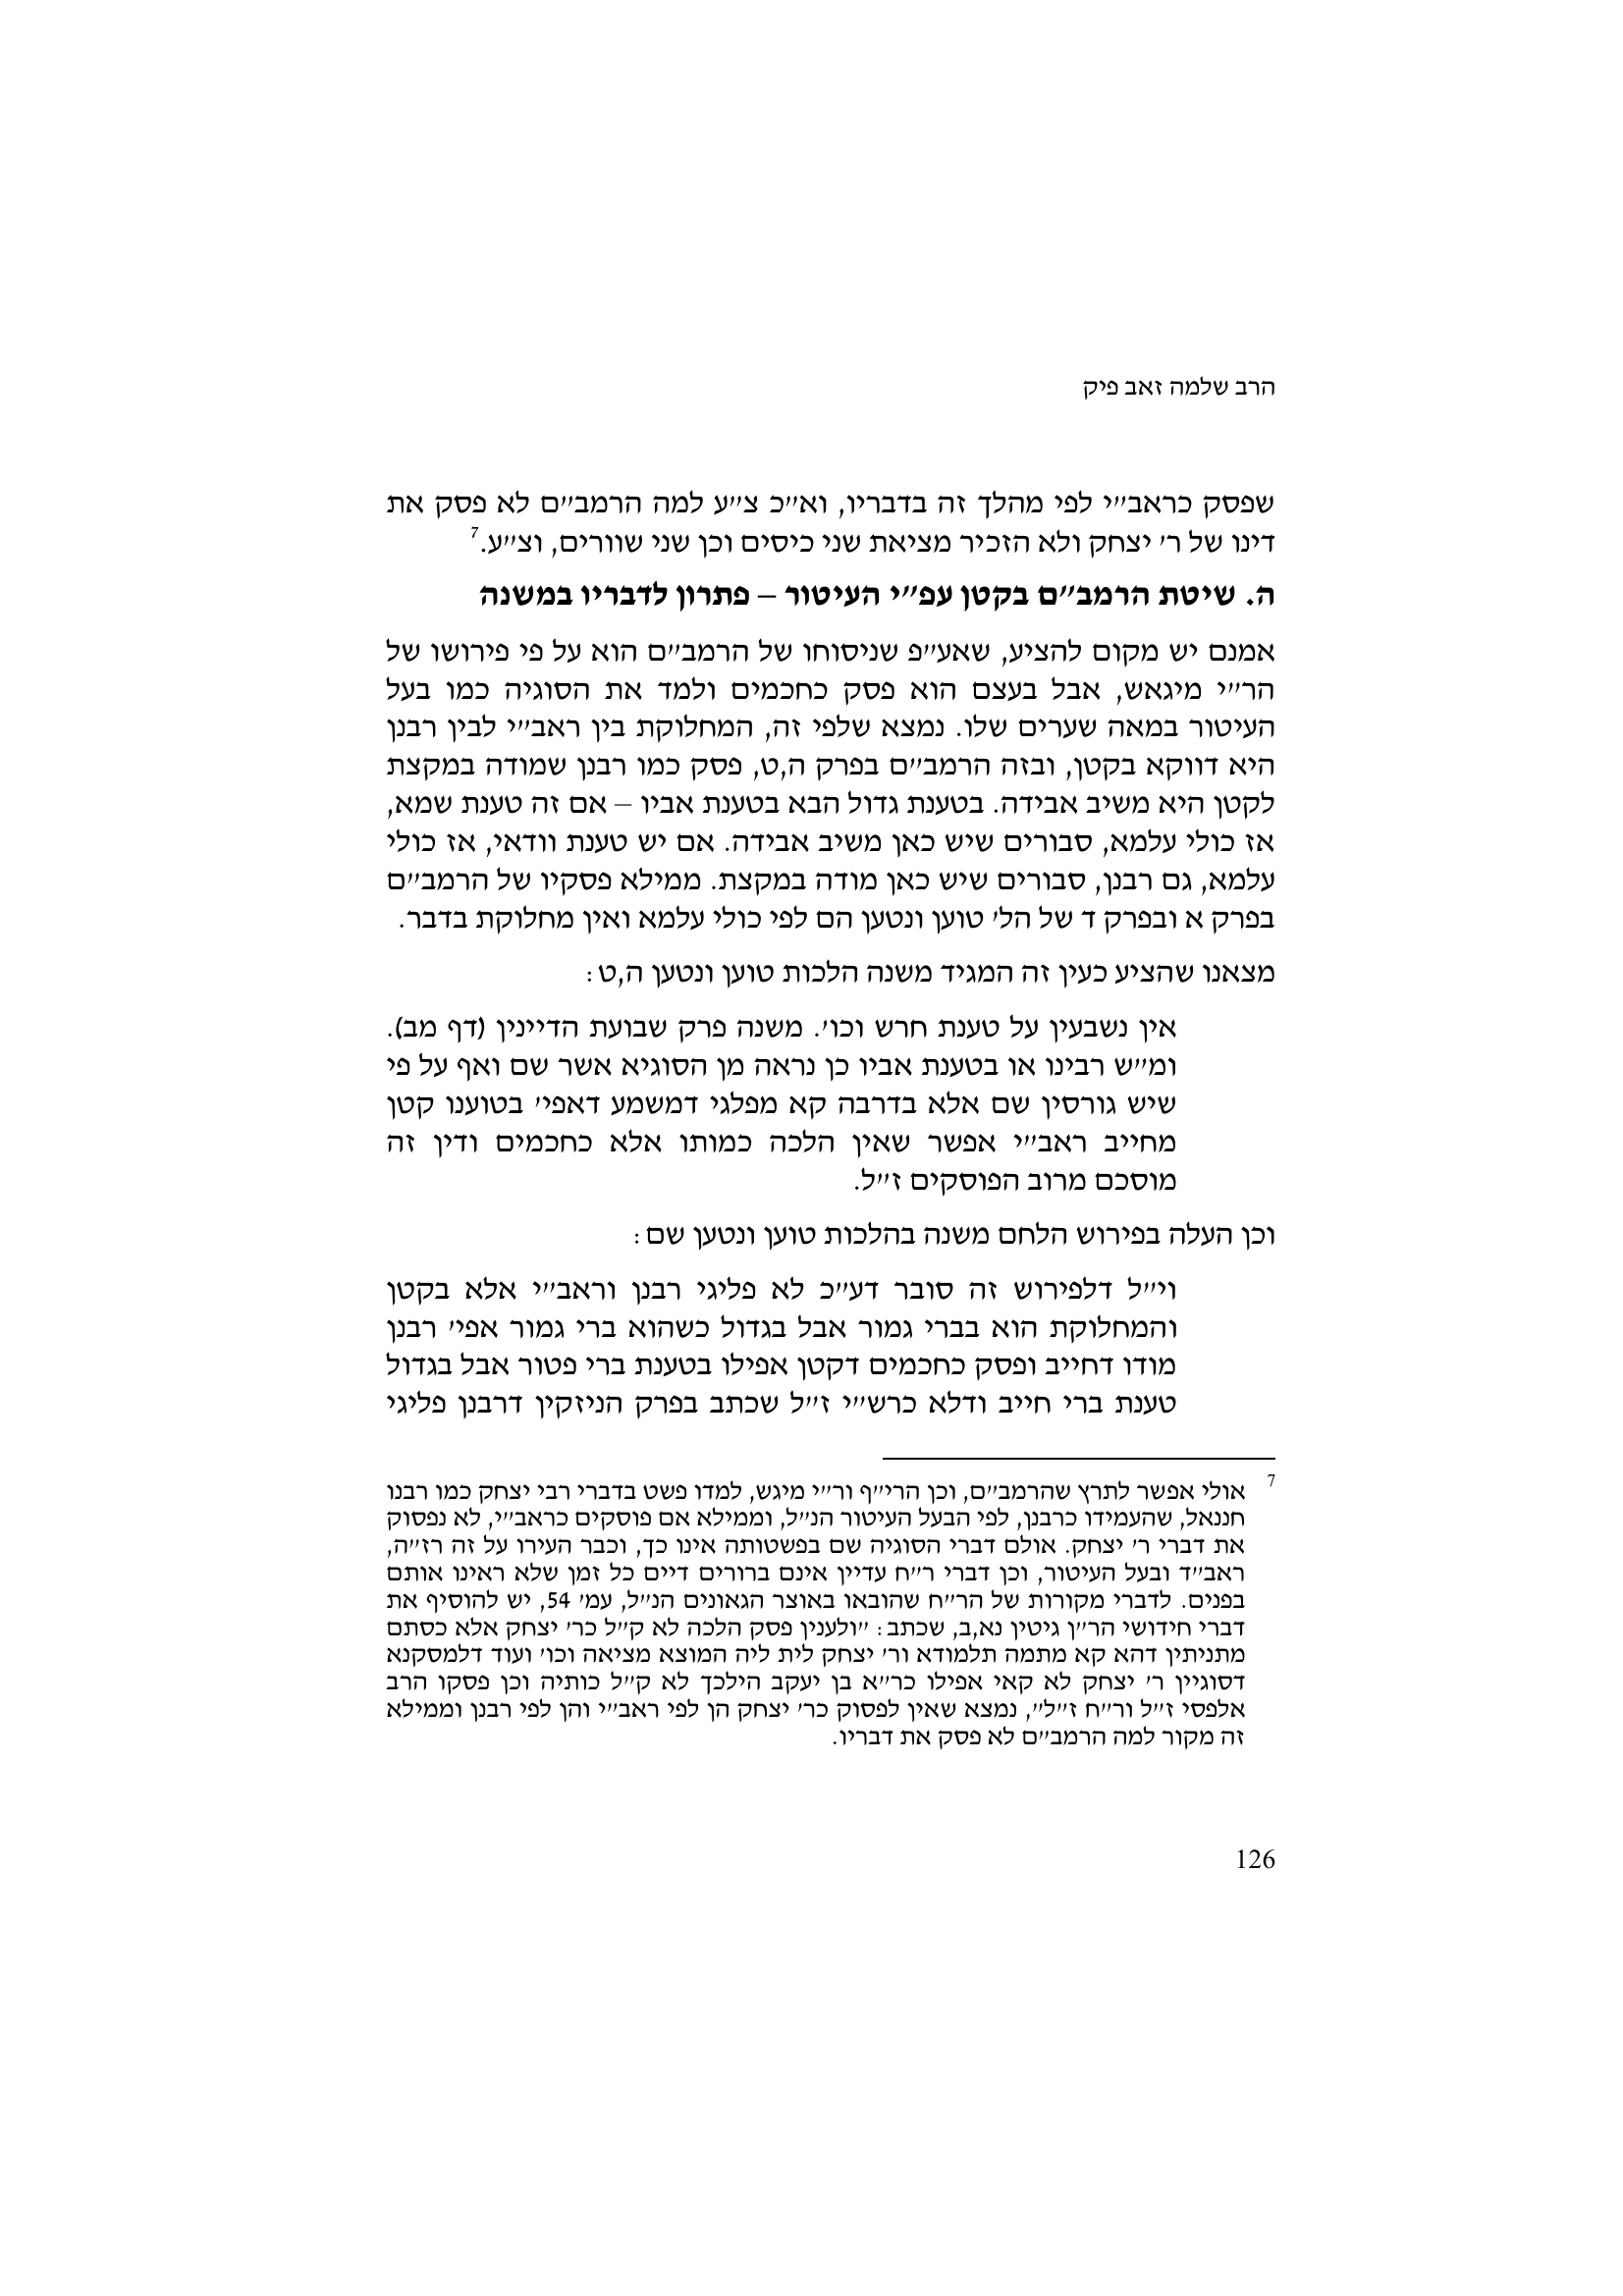 הרב שלמה זאב פיק
שפסק כראב״י לפי מהלך זה בדבריו, וא״כ צ״ע למה הרמב״ם לא פסק את
דינו של ר׳ יצחק ולא הזכיר מציאת שני כיסים וכן שני שוורים, וצ״ע.7
ה. שיטת הרמב״ם בקטן עפ״י העיטור – פתרון לדבריו במשנה
אמנם יש מקום להציע, שאע״פ שניסוחו של הרמב״ם הוא על פי פירושו של
הר״י מיגאש, אבל בעצם הוא פסק כחכמים ולמד את הסוגיה כמו בעל
העיטור במאה שערים שלו. נמצא שלפי זה, המחלוקת בין ראב״י לבין רבנן
היא דווקא בקטן, ובזה הרמב״ם בפרק ה,ט, פסק כמו רבנן שמודה במקצת
לקטן היא משיב אבידה. בטענת גדול הבא בטענת אביו – אם זה טענת שמא,
אז כולי עלמא, סבורים שיש כאן משיב אבידה. אם יש טענת וודאי, אז כולי
עלמא, גם רבנן, סבורים שיש כאן מודה במקצת. ממילא פסקיו של הרמב״ם
בפרק א ובפרק ד של הל׳ טוען ונטען הם לפי כולי עלמא ואין מחלוקת בדבר.
מצאנו שהציע כעין זה המגיד משנה הלכות טוען ונטען ה,ט:
אין נשבעין על טענת חרש וכו׳. משנה פרק שבועת הדיינין (דף מב).
ומ״ש רבינו או בטענת אביו כן נראה מן הסוגיא אשר שם ואף על פי
שיש גורסין שם אלא בדרבה קא מפלגי דמשמע דאפי׳ בטוענו קטן
מחייב ראב״י אפשר שאין הלכה כמותו אלא כחכמים ודין זה
מוסכם מרוב הפוסקים ז״ל.
וכן העלה בפירוש הלחם משנה בהלכות טוען ונטען שם:
וי״ל דלפירוש זה סובר דע״כ לא פליגי רבנן וראב״י אלא בקטן
והמחלוקת הוא בברי גמור אבל בגדול כשהוא ברי גמור אפי׳ רבנן
מודו דחייב ופסק כחכמים דקטן אפילו בטענת ברי פטור אבל בגדול
טענת ברי חייב ודלא כרש״י ז״ל שכתב בפרק הניזקין דרבנן פליגי
7 אולי אפשר לתרץ שהרמב״ם, וכן הרי״ף ור״י מיגש, למדו פשט בדברי רבי יצחק כמו רבנו
חננאל, שהעמידו כרבנן, לפי הבעל העיטור הנ״ל, וממילא אם פוסקים כראב״י, לא נפסוק
את דברי ר׳ יצחק. אולם דברי הסוגיה שם בפשטותה אינו כך, וכבר העירו על זה רז״ה,
ראב״ד ובעל העיטור, וכן דברי ר״ח עדיין אינם ברורים דיים כל זמן שלא ראינו אותם
בפנים. לדברי מקורות של הר״ח שהובאו באוצר הגאונים הנ״ל, עמ׳ 54, יש להוסיף את
דברי חידושי הר״ן גיטין נא,ב, שכתב: ״ולענין פסק הלכה לא ק״ל כר׳ יצחק אלא כסתם
מתניתין דהא קא מתמה תלמודא ור׳ יצחק לית ליה המוצא מציאה וכו׳ ועוד דלמסקנא
דסוגיין ר׳ יצחק לא קאי אפילו כר״א בן יעקב הילכך לא ק״ל כותיה וכן פסקו הרב
אלפסי ז״ל ור״ח ז״ל״, נמצא שאין לפסוק כר׳ יצחק הן לפי ראב״י והן לפי רבנן וממילא
זה מקור למה הרמב״ם לא פסק את דבריו.
126